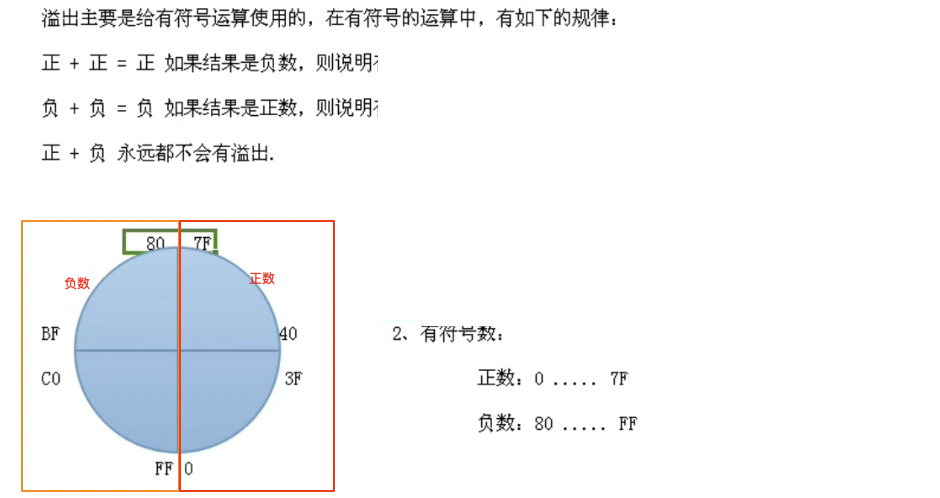 溢出主要是给有符号运算使用的，在有符号的运算中，有如下的规律：
正 + 正 = 正 如果结果是负数，则说明
负 + 负 = 负 如果结果是正数，则说明
正 + 负 永远都不会有溢出.
80 7F
负数 正数
BF 40
C0 3F
FF 0
2、有符号数：
正数：0 ..... 7F
负数：80 ..... FF